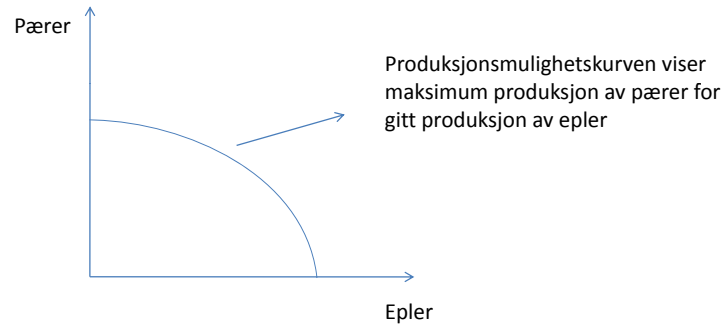 Pærer
Produksjonsmulighetskurven viser
maksimum produksjon av pærer for
gitt produksjon av epler
Epler